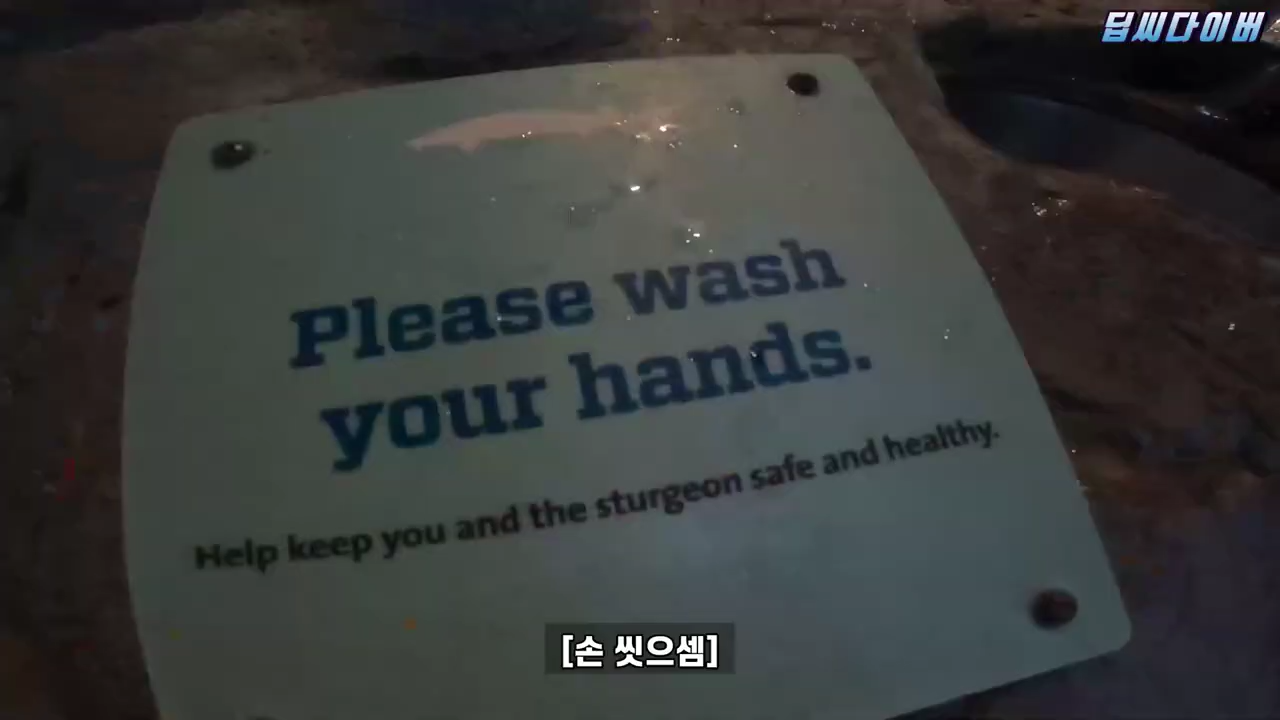 딥씨다이버
Please wash
your hands.
Help keep you and the sturgeon safe and healthy.
[손 씻으셈]